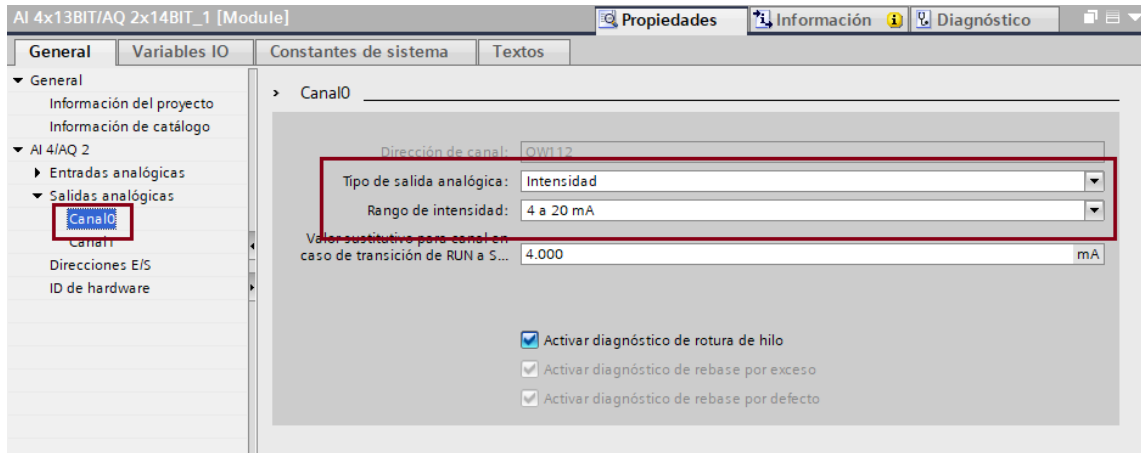 AI 4x13BIT/AQ 2x14BIT_1 [Module]
Propiedades
Información
Diagnóstico
General
Variables IO
Constantes de sistema
Textos
General
Información del proyecto
Información de catálogo
AI 4/AQ 2
Entradas analógicas
Salidas analógicas
Canal0
Canal1
Direcciones E/S
ID de hardware
Canal0
Dirección de canal: QW112
Tipo de salida analógica: Intensidad
Rango de intensidad: 4 a 20 mA
Valor sustitutivo para canal en
caso de transición de RUN a S... 4.000 mA
Activar diagnóstico de rotura de hilo
Activar diagnóstico de rebase por exceso
Activar diagnóstico de rebase por defecto